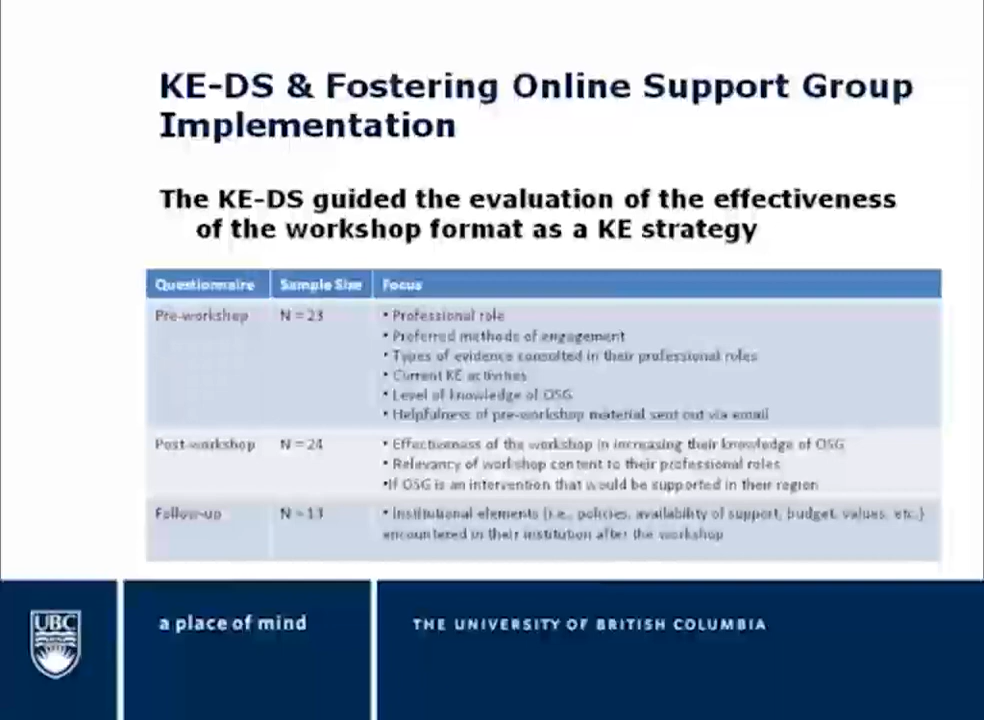 KE-DS & Fostering Online Support Group
Implementation
The KE-DS guided the evaluation of the effectiveness
of the workshop format as a KE strategy
Questionnaire Sample Size Focus
Pre-workshop N = 23 • Professional role
• Preferred methods of engagement
• Types of evidence consulted in their professional roles
• Current KE activities
• Level of knowledge of OSG
• Helpfulness of pre-workshop material sent out via email
Post-workshop N = 24 • Effectiveness of the workshop in increasing their knowledge of OSG
• Relevancy of workshop content to their professional roles
•If OSG is an intervention that would be supported in their region
Follow-up N = 13 • Institutional elements (i.e., policies, availability of support, budget, values, etc.)
encountered in their institution after the workshop
UBC a place of mind THE UNIVERSITY OF BRITISH COLUMBIA